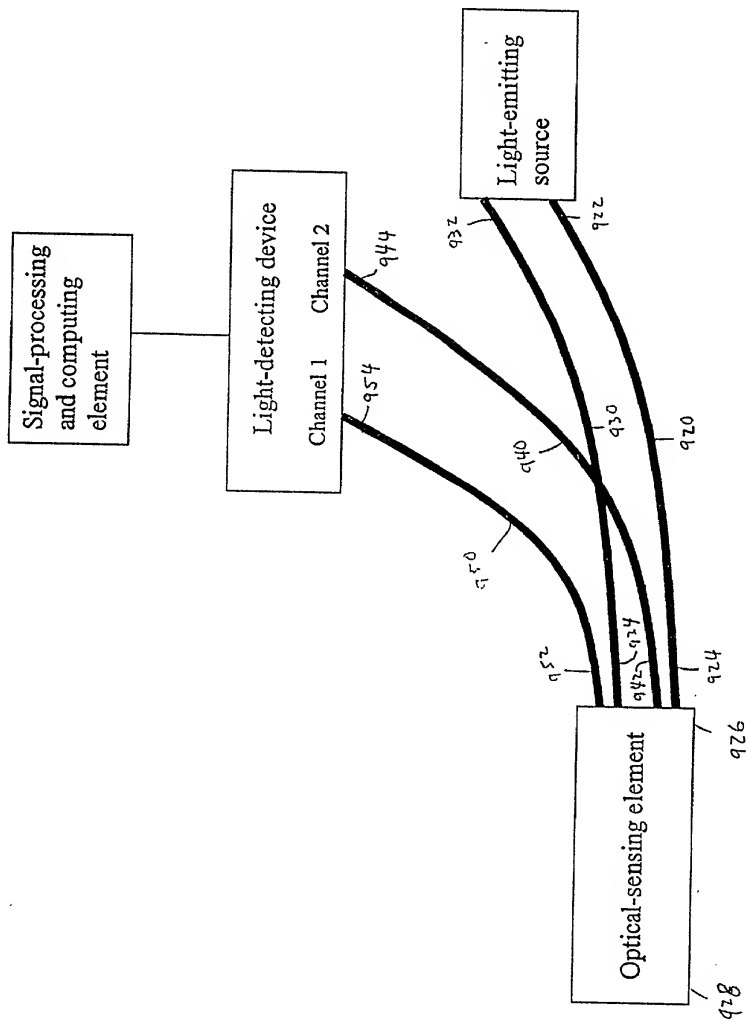 Signal-processing
and computing
element
Light-detecting device
Channel 1
Channel 2
Light-emitting
source
Optical-sensing element
954
944
932
922
950
940
930
920
952
924
942
924
926
928